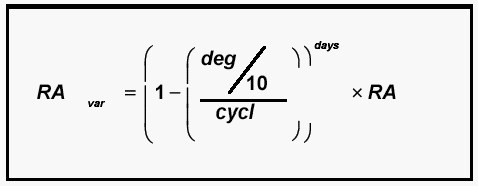 RA var = ( 1 − ( deg / 10 / cycl ) ) days × RA